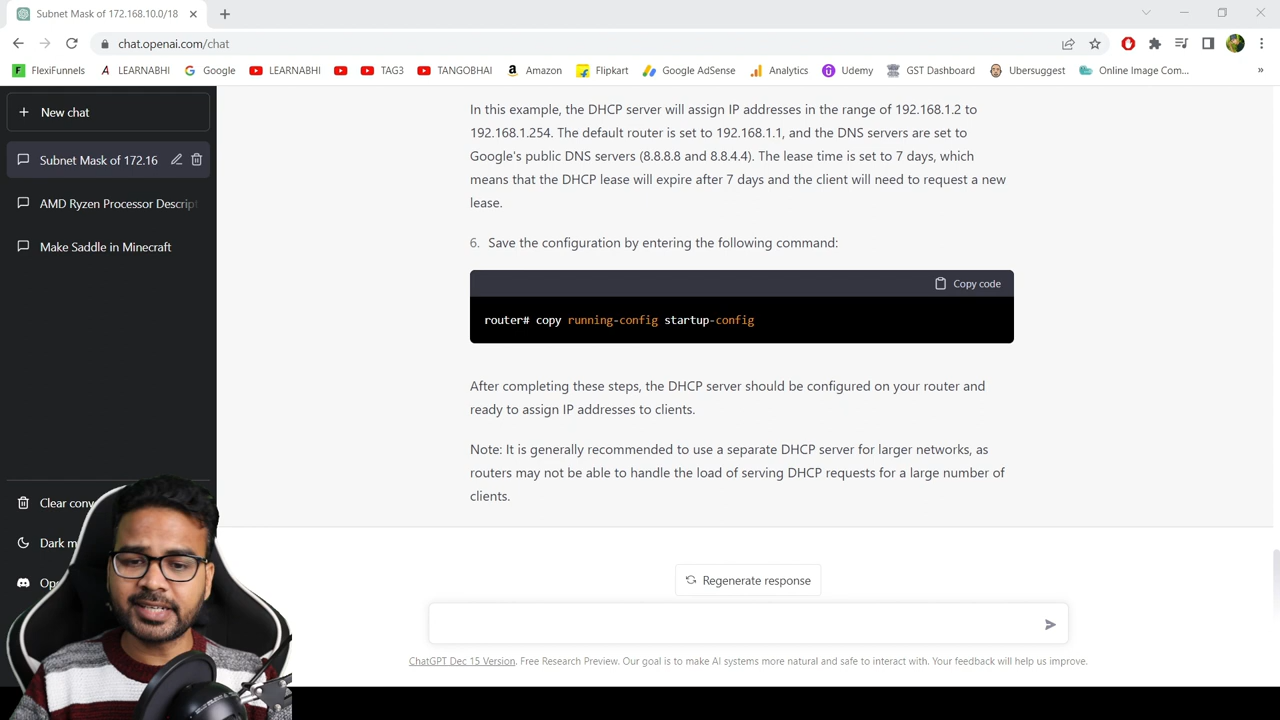 Subnet Mask of 172.168.10.0/18
chat.openai.com/chat
FlexiFunnels
LEARNABHI
Google
LEARNABHI
TAG3
TANGOBHAI
Amazon
Flipkart
Google AdSense
Analytics
Udemy
GST Dashboard
Ubersuggest
Online Image Com...
»
New chat
Subnet Mask of 172.16
AMD Ryzen Processor Descrip
Make Saddle in Minecraft
Clear conv
Dark m
Op
In this example, the DHCP server will assign IP addresses in the range of 192.168.1.2 to
192.168.1.254. The default router is set to 192.168.1.1, and the DNS servers are set to
Google's public DNS servers (8.8.8.8 and 8.8.4.4). The lease time is set to 7 days, which
means that the DHCP lease will expire after 7 days and the client will need to request a new
lease.
6. Save the configuration by entering the following command:
Copy code
router# copy running-config startup-config
After completing these steps, the DHCP server should be configured on your router and
ready to assign IP addresses to clients.
Note: It is generally recommended to use a separate DHCP server for larger networks, as
routers may not be able to handle the load of serving DHCP requests for a large number of
clients.
Regenerate response
ChatGPT Dec 15 Version. Free Research Preview. Our goal is to make AI systems more natural and safe to interact with. Your feedback will help us improve.